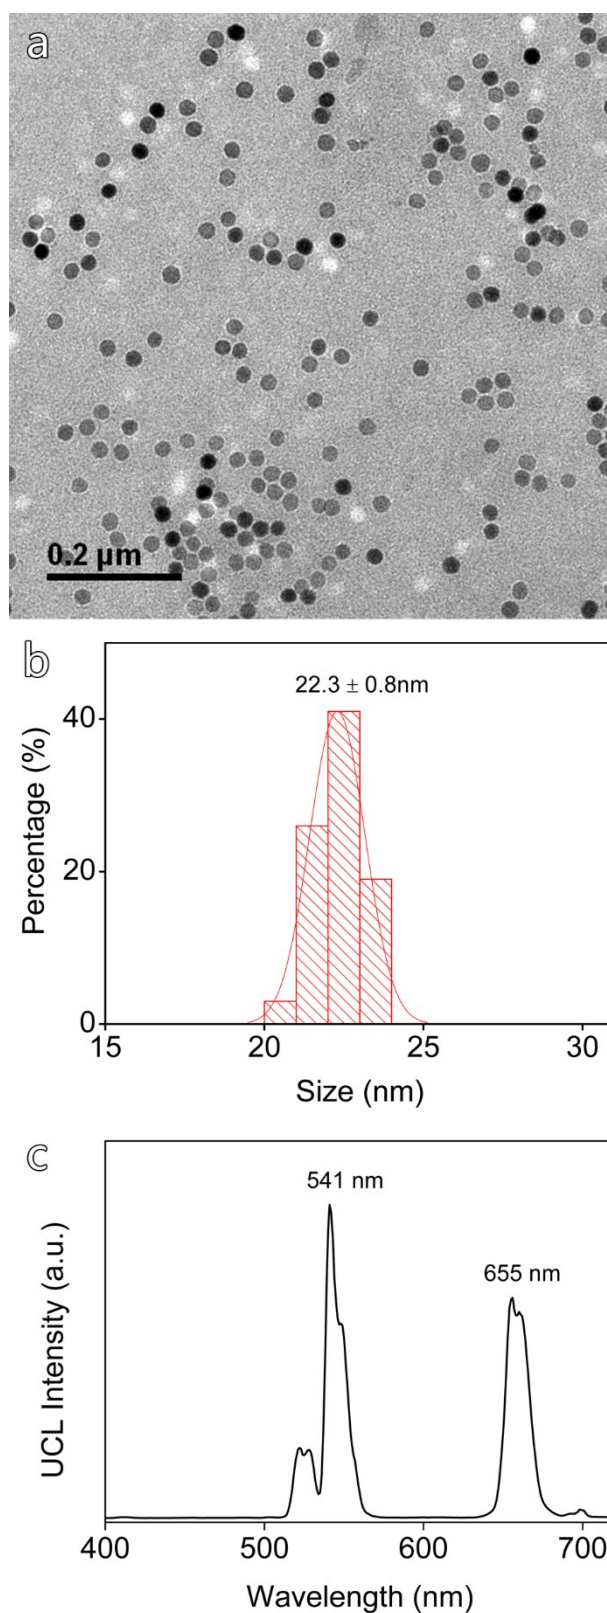 a
0.2 µm
b
22.3 ± 0.8nm
Percentage (%)
40
20
0
15 20 25 30
Size (nm)
c
541 nm
655 nm
UCL Intensity (a.u.)
400 500 600 700
Wavelength (nm)